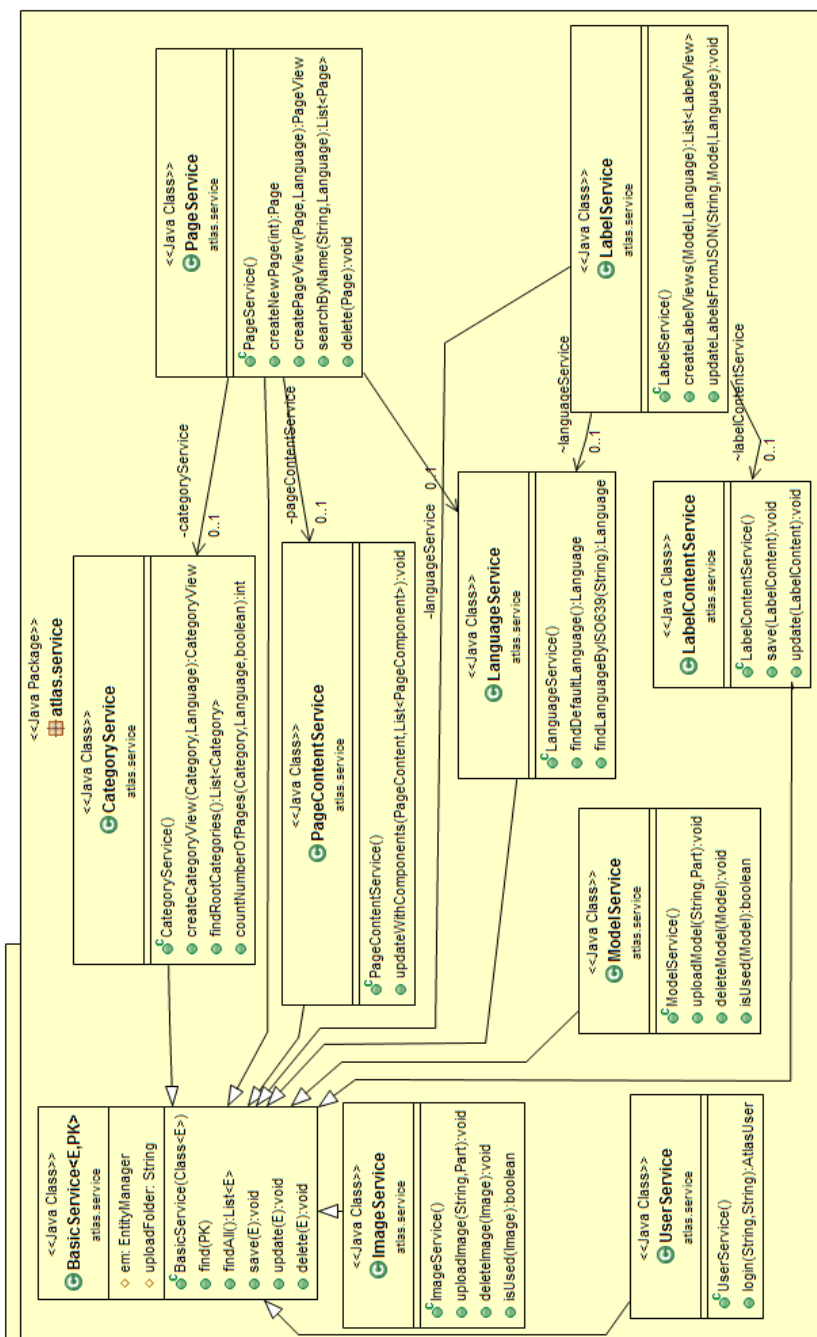 <<Java Package>>
atlas.service
<<Java Class>>
BasicService<E,PK>
atlas.service
em: EntityManager
uploadFolder: String
BasicService(Class<E>)
find(PK)
findAll():List<E>
save(E):void
update(E):void
delete(E):void
<<Java Class>>
CategoryService
atlas.service
CategoryService()
createCategoryView(Category,Language):CategoryView
findRootCategories():List<Category>
countNumberOfPages(Category,Language,boolean):int
<<Java Class>>
PageService
atlas.service
PageService()
createNewPage(int):Page
createPageView(Page,Language):PageView
searchByName(String,Language):List<Page>
delete(Page):void
-categoryService
0..1
-pageContentService
0..1
-languageService
0..1
<<Java Class>>
PageContentService
atlas.service
PageContentService()
updateWithComponents(PageContent,List<PageComponent>):void
<<Java Class>>
ImageService
atlas.service
ImageService()
uploadImage(String,Part):void
deleteImage(Image):void
isUsed(Image):boolean
<<Java Class>>
LanguageService
atlas.service
LanguageService()
findDefaultLanguage():Language
findLanguageByISO639(String):Language
<<Java Class>>
LabelService
atlas.service
LabelService()
createLabelViews(Model,Language):List<LabelView>
updateLabelsFromJSON(String,Model,Language):void
~languageService
0..1
~labelContentService
0..1
<<Java Class>>
ModelService
atlas.service
ModelService()
uploadModel(String,Part):void
deleteModel(Model):void
isUsed(Model):boolean
<<Java Class>>
UserService
atlas.service
UserService()
login(String,String):AtlasUser
<<Java Class>>
LabelContentService
atlas.service
LabelContentService()
save(LabelContent):void
update(LabelContent):void